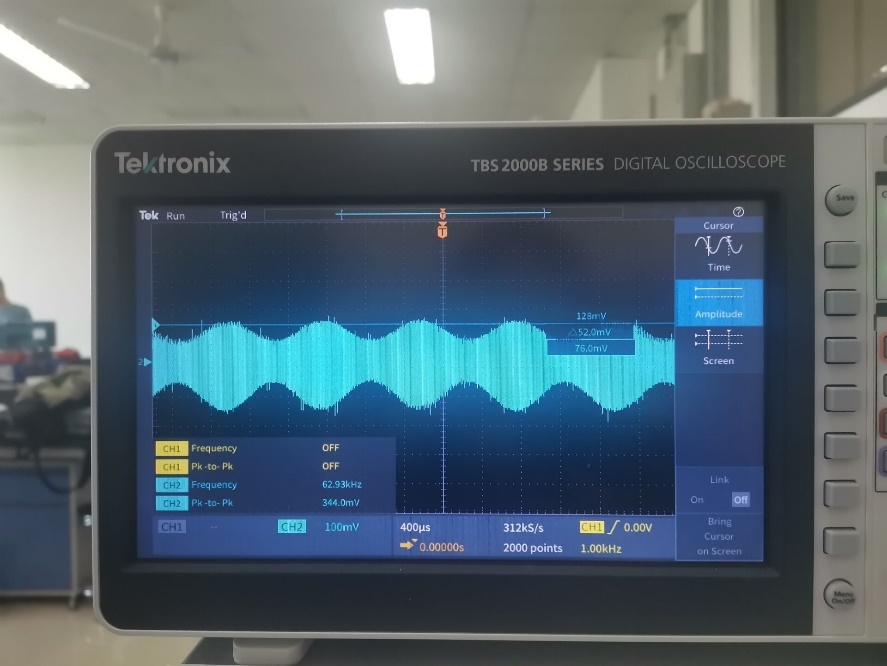 Tektronix
TBS 2000B SERIES DIGITAL OSCILLOSCOPE
Save
Tek Run Trig'd
T
T
Cursor
Time
128mV
△52.0mV
76.0mV
Amplitude
Screen
2
CH1 Frequency OFF
CH1 Pk-to-Pk OFF
CH2 Frequency 62.93kHz
CH2 Pk-to-Pk 344.0mV
Link
On Off
CH1 -- CH2 100mV 400µs 312kS/s CH1 0.00V
0.00000s 2000 points 1.00kHz
Bring
Cursor
on Screen
Menu
On/Off